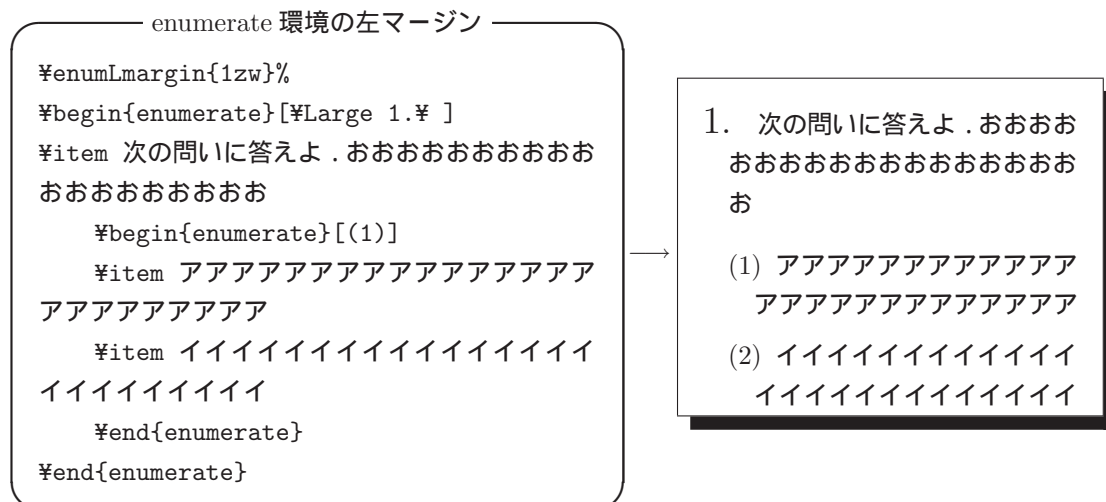 enumerate 環境の左マージン
¥enumLmargin{1zw}%
¥begin{enumerate}[¥Large 1.¥ ]
¥item 次の問いに答えよ . おおおおおおおおおお
おおおおおおおおお
¥begin{enumerate}[(1)]
¥item アアアアアアアアアアアアアアアア
アアアアアアアアア
¥item イイイイイイイイイイイイイイイイ
イイイイイイイイイ
¥end{enumerate}
¥end{enumerate}
→
1. 次の問いに答えよ . おおおお
おおおおおおおおおおおおおお
お
(1) アアアアアアアアアアアア
アアアアアアアアアアアアア
(2) イイイイイイイイイイイイ
イイイイイイイイイイイイイ